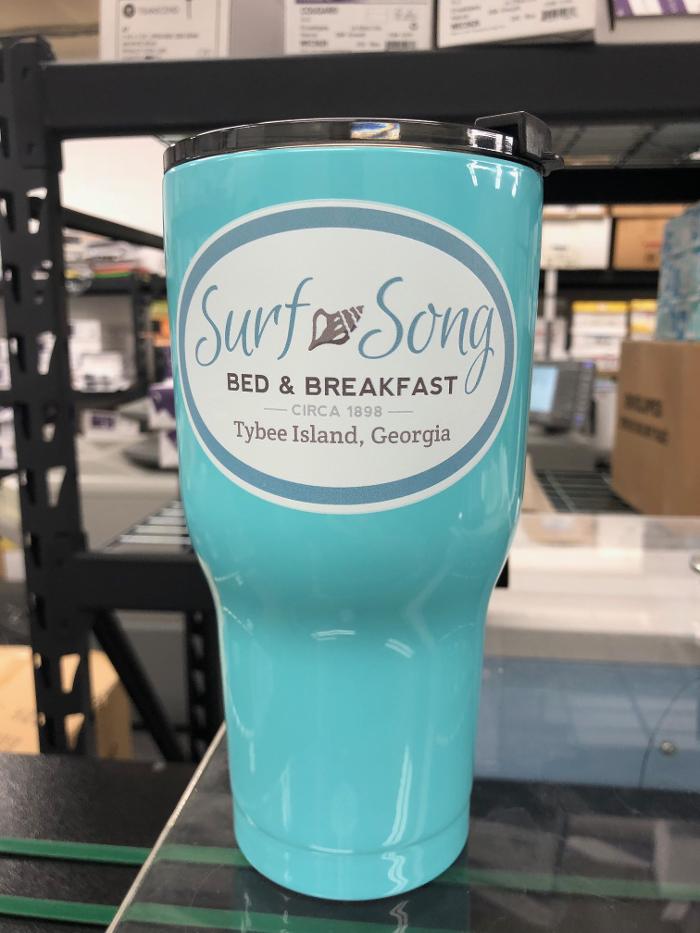 Surf Song
BED & BREAKFAST
CIRCA 1898
Tybee Island, Georgia